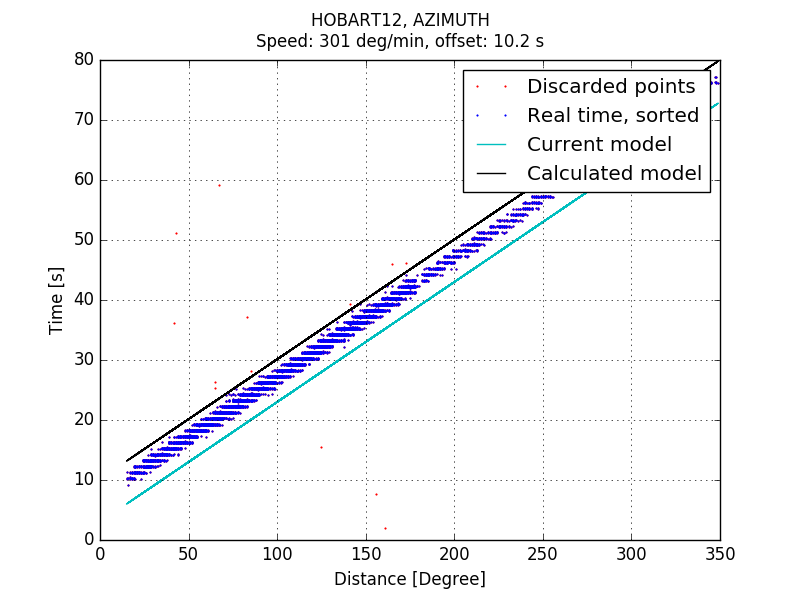 HOBART12, AZIMUTH
Speed: 301 deg/min, offset: 10.2 s
80
70
60
50
40
30
20
10
0
Time [s]
Discarded points
Real time, sorted
Current model
Calculated model
0 50 100 150 200 250 300 350
Distance [Degree]